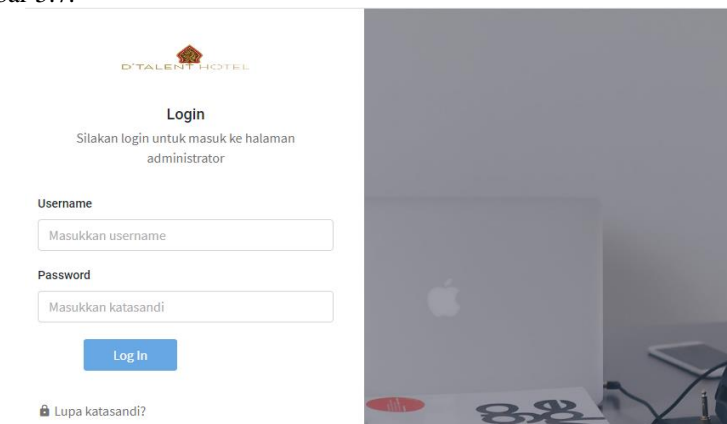 D'TALENT HOTEL
Login
Silakan login untuk masuk ke halaman
administrator
Username
Masukkan username
Password
Masukkan katasandi
Log In
Lupa katasandi?